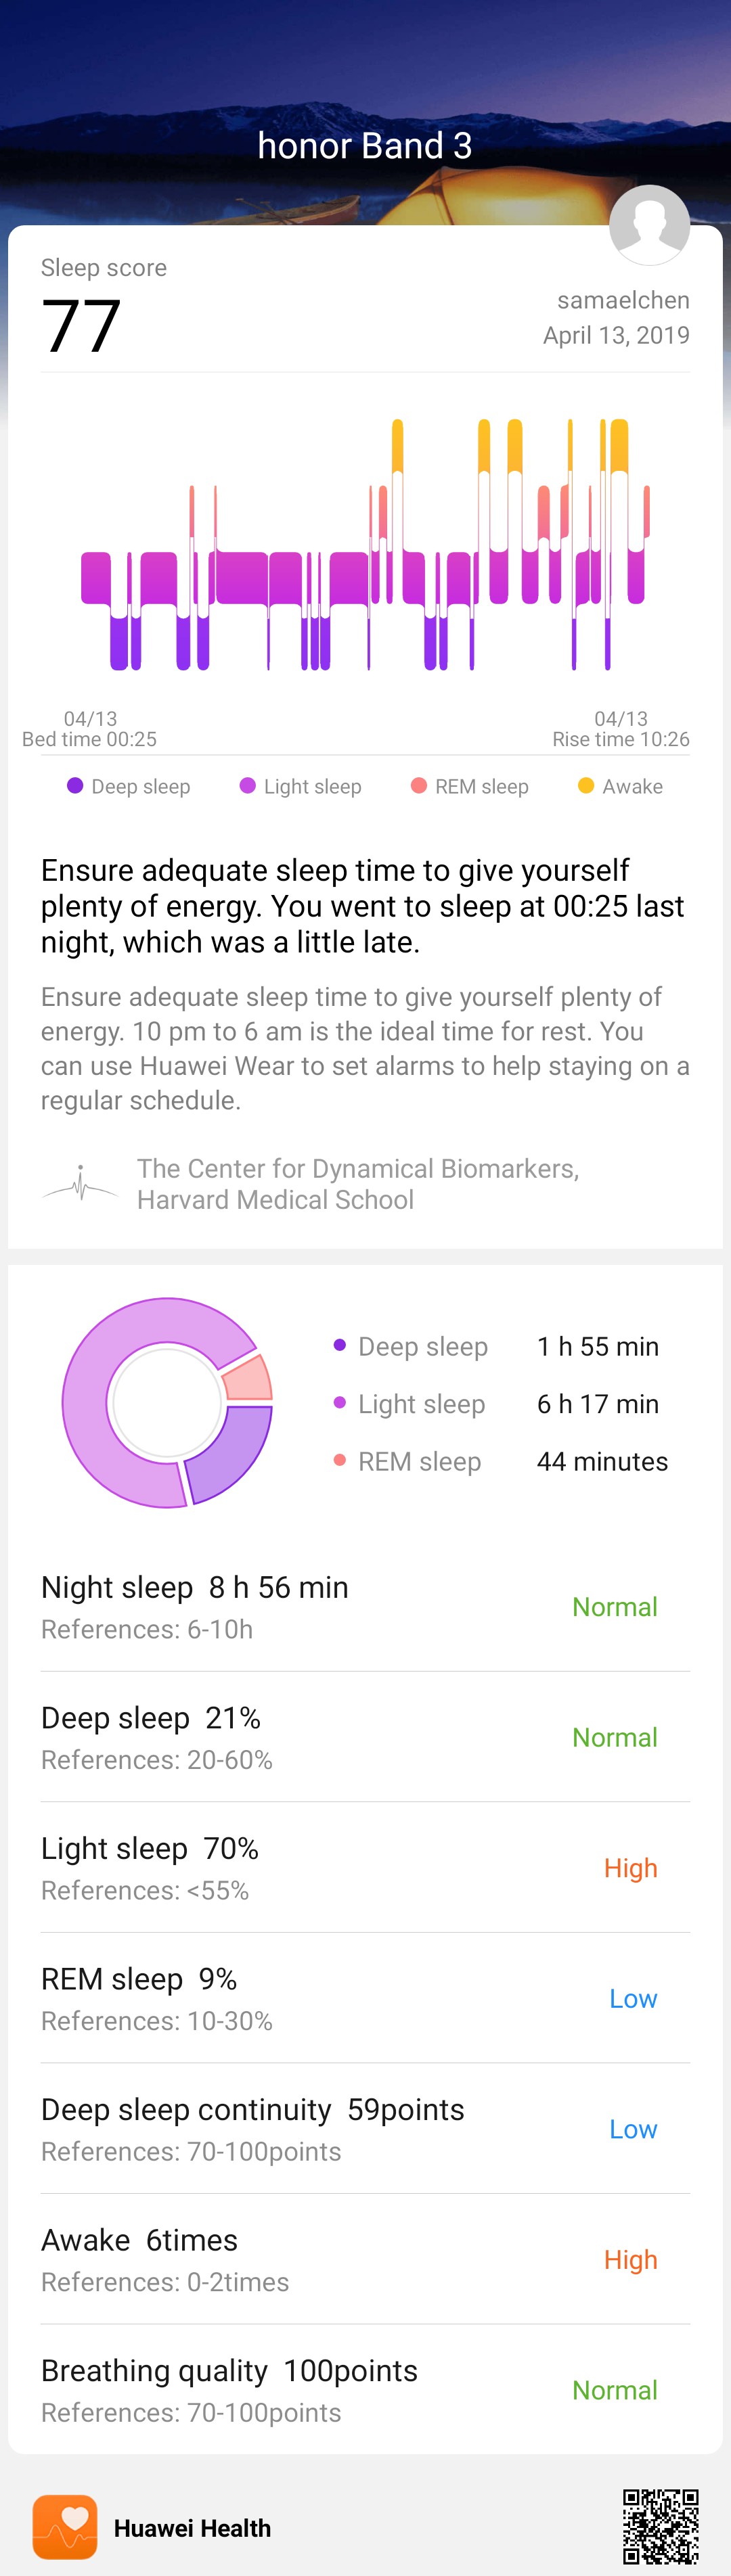 honor Band 3
Sleep score
77
samaelchen
April 13, 2019
04/13
Bed time 00:25
04/13
Rise time 10:26
Deep sleep
Light sleep
REM sleep
Awake
Ensure adequate sleep time to give yourself
plenty of energy. You went to sleep at 00:25 last
night, which was a little late.
Ensure adequate sleep time to give yourself plenty of
energy. 10 pm to 6 am is the ideal time for rest. You
can use Huawei Wear to set alarms to help staying on a
regular schedule.
The Center for Dynamical Biomarkers,
Harvard Medical School
Deep sleep 1 h 55 min
Light sleep 6 h 17 min
REM sleep 44 minutes
Night sleep 8 h 56 min
References: 6-10h
Normal
Deep sleep 21%
References: 20-60%
Normal
Light sleep 70%
References: <55%
High
REM sleep 9%
References: 10-30%
Low
Deep sleep continuity 59points
References: 70-100points
Low
Awake 6times
References: 0-2times
High
Breathing quality 100points
References: 70-100points
Normal
Huawei Health